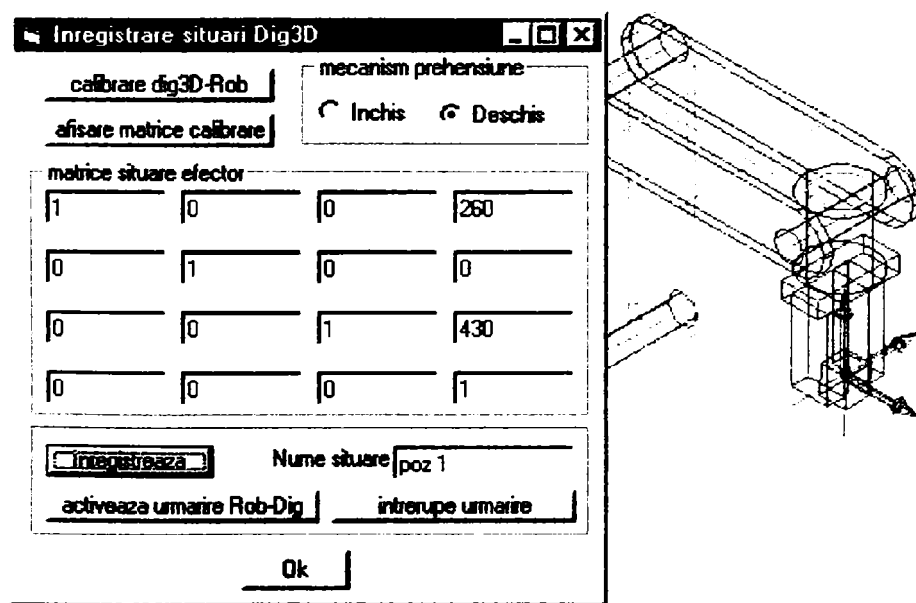 Inregistrare situari Dig3D
calibrare dig3D-Rob
mecanism prehensiune
Inchis Deschis
afisare matrice calibrare
matrice situare efector
1 0 0 260
0 1 0 0
0 0 1 430
0 0 0 1
inregistreaza Nume situare poz 1
activeaza urmarire Rob-Dig intrerupe urmarire
Ok